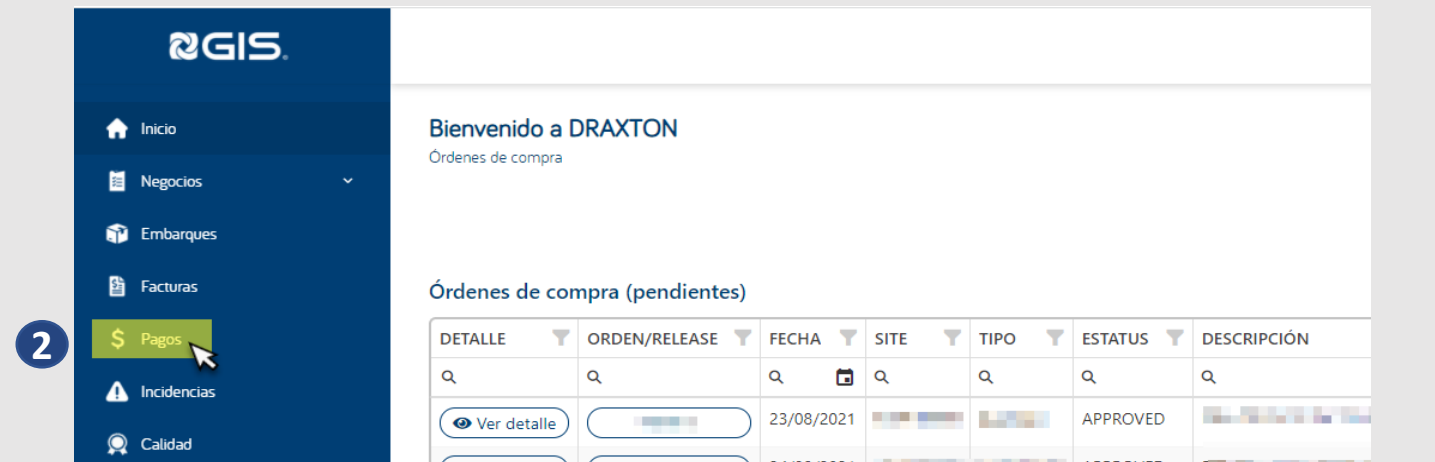 GIS.
Inicio
Negocios
Embarques
Facturas
2
$ Pagos
Incidencias
Calidad
Bienvenido a DRAXTON
Órdenes de compra
Órdenes de compra (pendientes)
DETALLE ORDEN/RELEASE FECHA SITE TIPO ESTATUS DESCRIPCIÓN
Ver detalle 23/08/2021 APPROVED